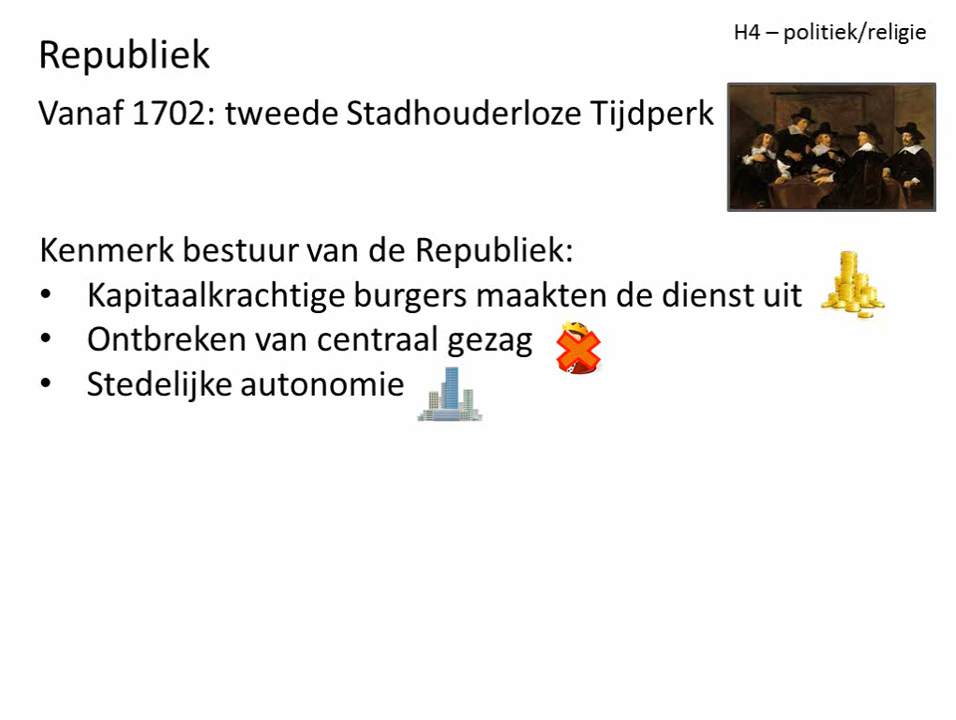 H4 – politiek/religie
Republiek
Vanaf 1702: tweede Stadhouderloze Tijdperk
Kenmerk bestuur van de Republiek:
• Kapitaalkrachtige burgers maakten de dienst uit
• Ontbreken van centraal gezag
• Stedelijke autonomie